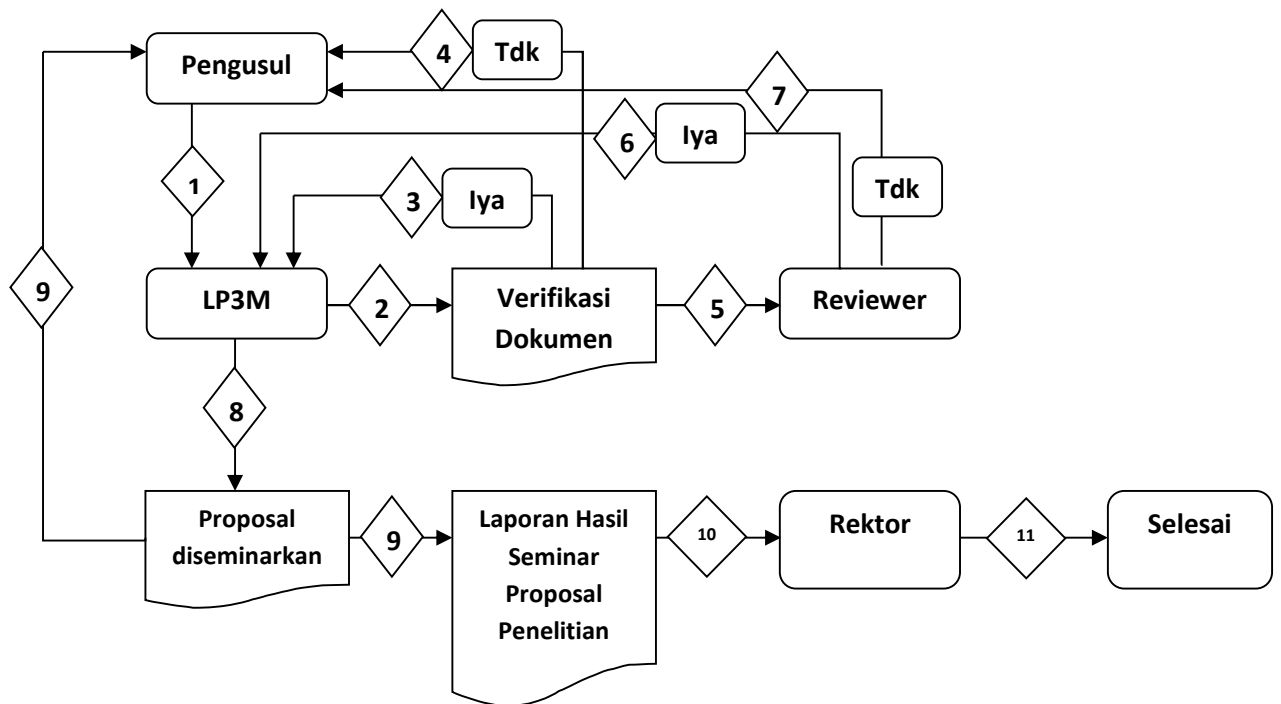 Pengusul
4
Tdk
7
6
Iya
1
3
Iya
Tdk
9
LP3M
2
Verifikasi
Dokumen
5
Reviewer
8
Proposal
diseminarkan
9
Laporan Hasil
Seminar
Proposal
Penelitian
10
Rektor
11
Selesai